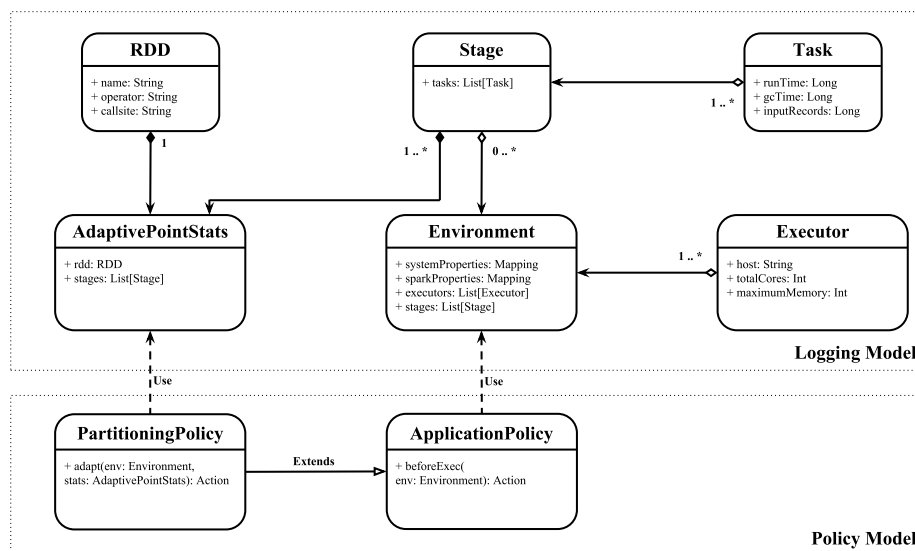 RDD
+ name: String
+ operator: String
+ callsite: String
Stage
+ tasks: List[Task]
Task
+ runTime: Long
+ gcTime: Long
+ inputRecords: Long
1 .. *
1
1 .. *
0 .. *
AdaptivePointStats
+ rdd: RDD
+ stages: List[Stage]
Environment
+ systemProperties: Mapping
+ sparkProperties: Mapping
+ executors: List[Executor]
+ stages: List[Stage]
1 .. *
Executor
+ host: String
+ totalCores: Int
+ maximumMemory: Int
Logging Model
Use
Use
PartitioningPolicy
+ adapt(env: Environment,
stats: AdaptivePointStats): Action
Extends
ApplicationPolicy
+ beforeExec(
env: Environment): Action
Policy Model